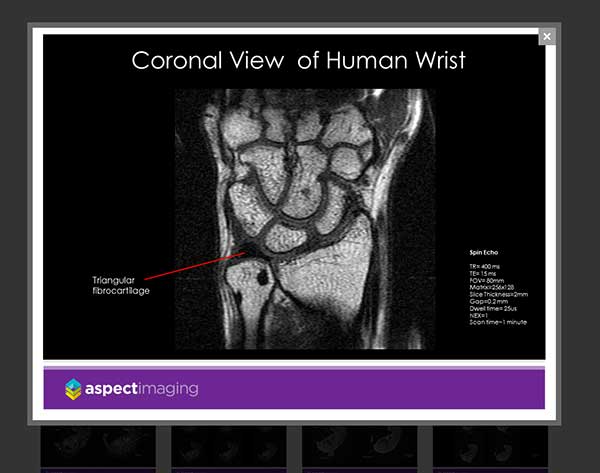 Coronal View of Human Wrist
Triangular
fibrocartilage
Spin Echo
TR= 400 ms
TE= 15 ms
FOV= 80mm
Matrix=256x128
Slice Thickness=2mm
Gap=0.2 mm
Dwell time= 25us
NEX=1
Scan time~1 minute
aspectimaging